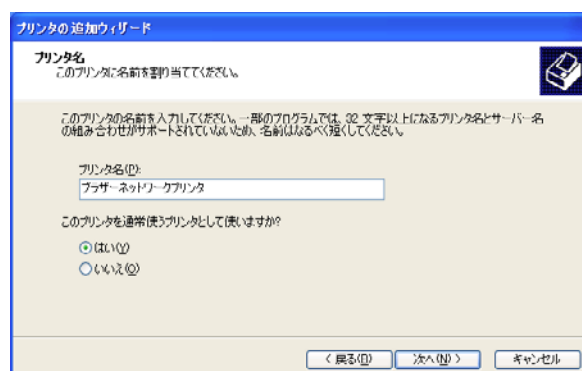 プリンタの追加ウィザード
プリンタ名
このプリンタに名前を割り当ててください。
このプリンタの名前を入力してください。一部のプログラムでは、32 文字以上になるプリンタ名とサーバー名
の組み合わせがサポートされていないため、名前はなるべく短くしてください。
プリンタ名(P):
ブラザーネットワークプリンタ
このプリンタを通常使うプリンタとして使いますか?
はい(Y)
いいえ(O)
< 戻る(B)
次へ(N) >
キャンセル